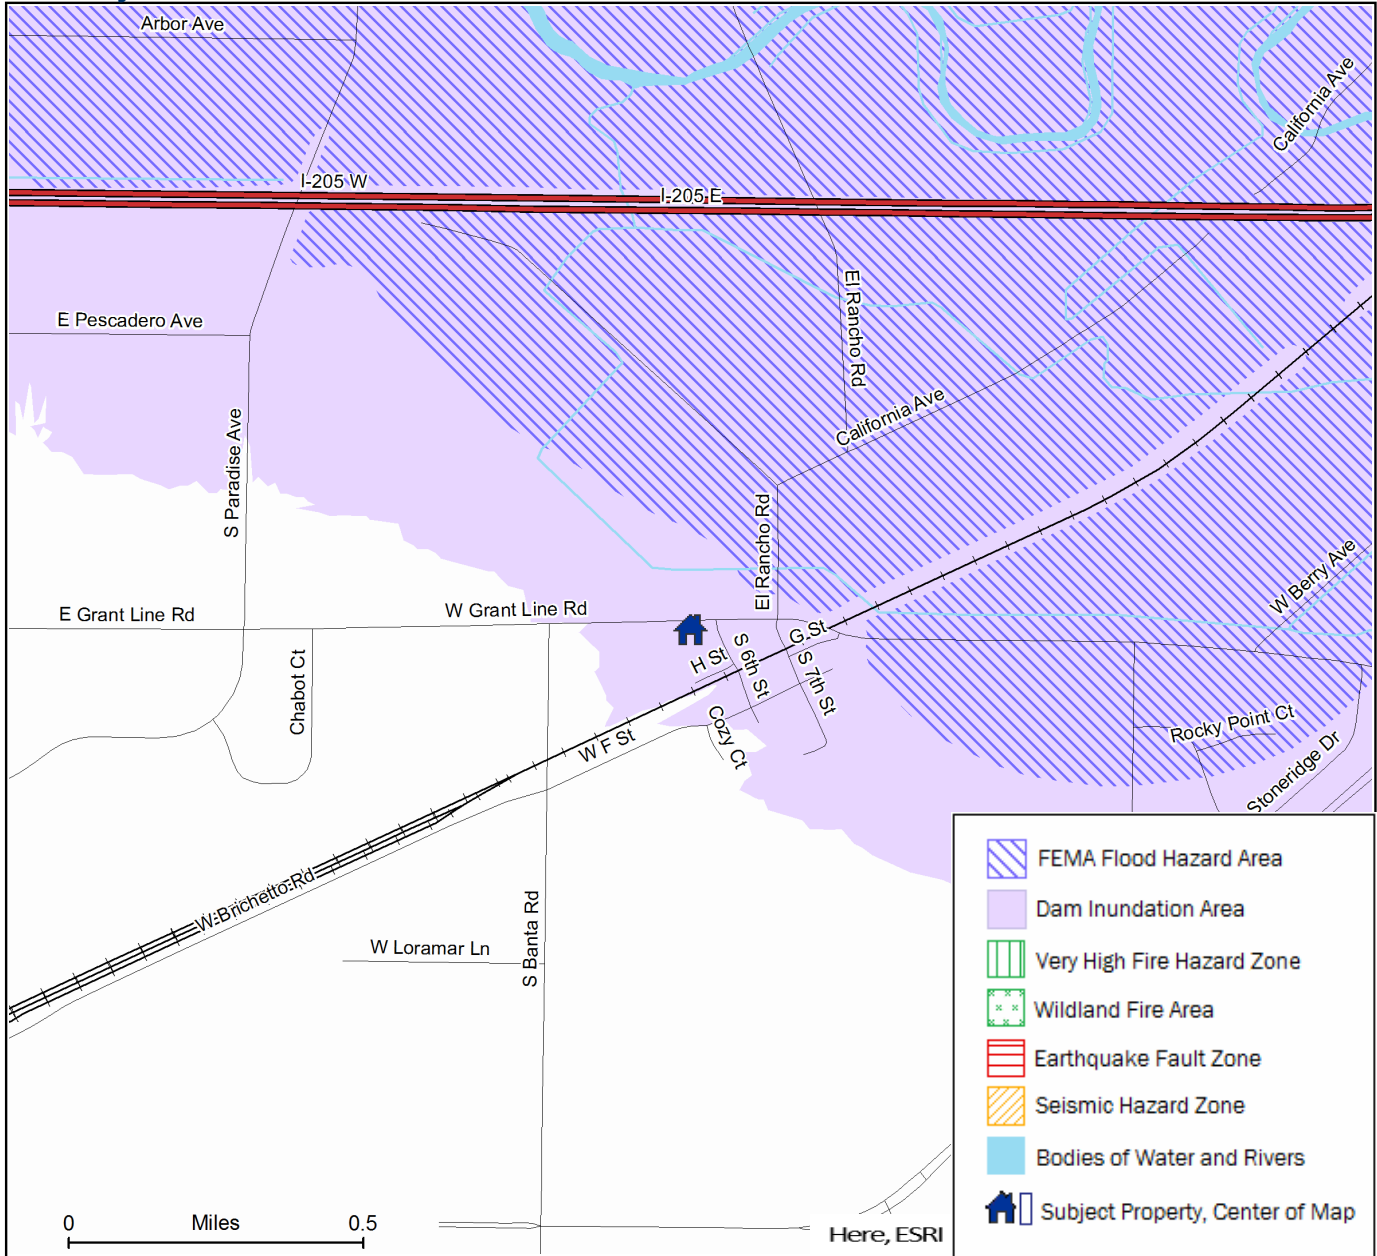 Arbor Ave
California Ave
I-205 W
I-205 E
E Pescadero Ave
El Rancho Rd
California Ave
S Paradise Ave
El Rancho Rd
W Berry Ave
E Grant Line Rd
W Grant Line Rd
G St
S 6th St
H St
S 7th St
Chabot Ct
Cozy Ct
W F St
Rocky Point Ct
Stoneridge Dr
W Brichetto Rd
S Banta Rd
W Loramar Ln
FEMA Flood Hazard Area
Dam Inundation Area
Very High Fire Hazard Zone
Wildland Fire Area
Earthquake Fault Zone
Seismic Hazard Zone
Bodies of Water and Rivers
Subject Property, Center of Map
0 Miles 0.5
Here, ESRI